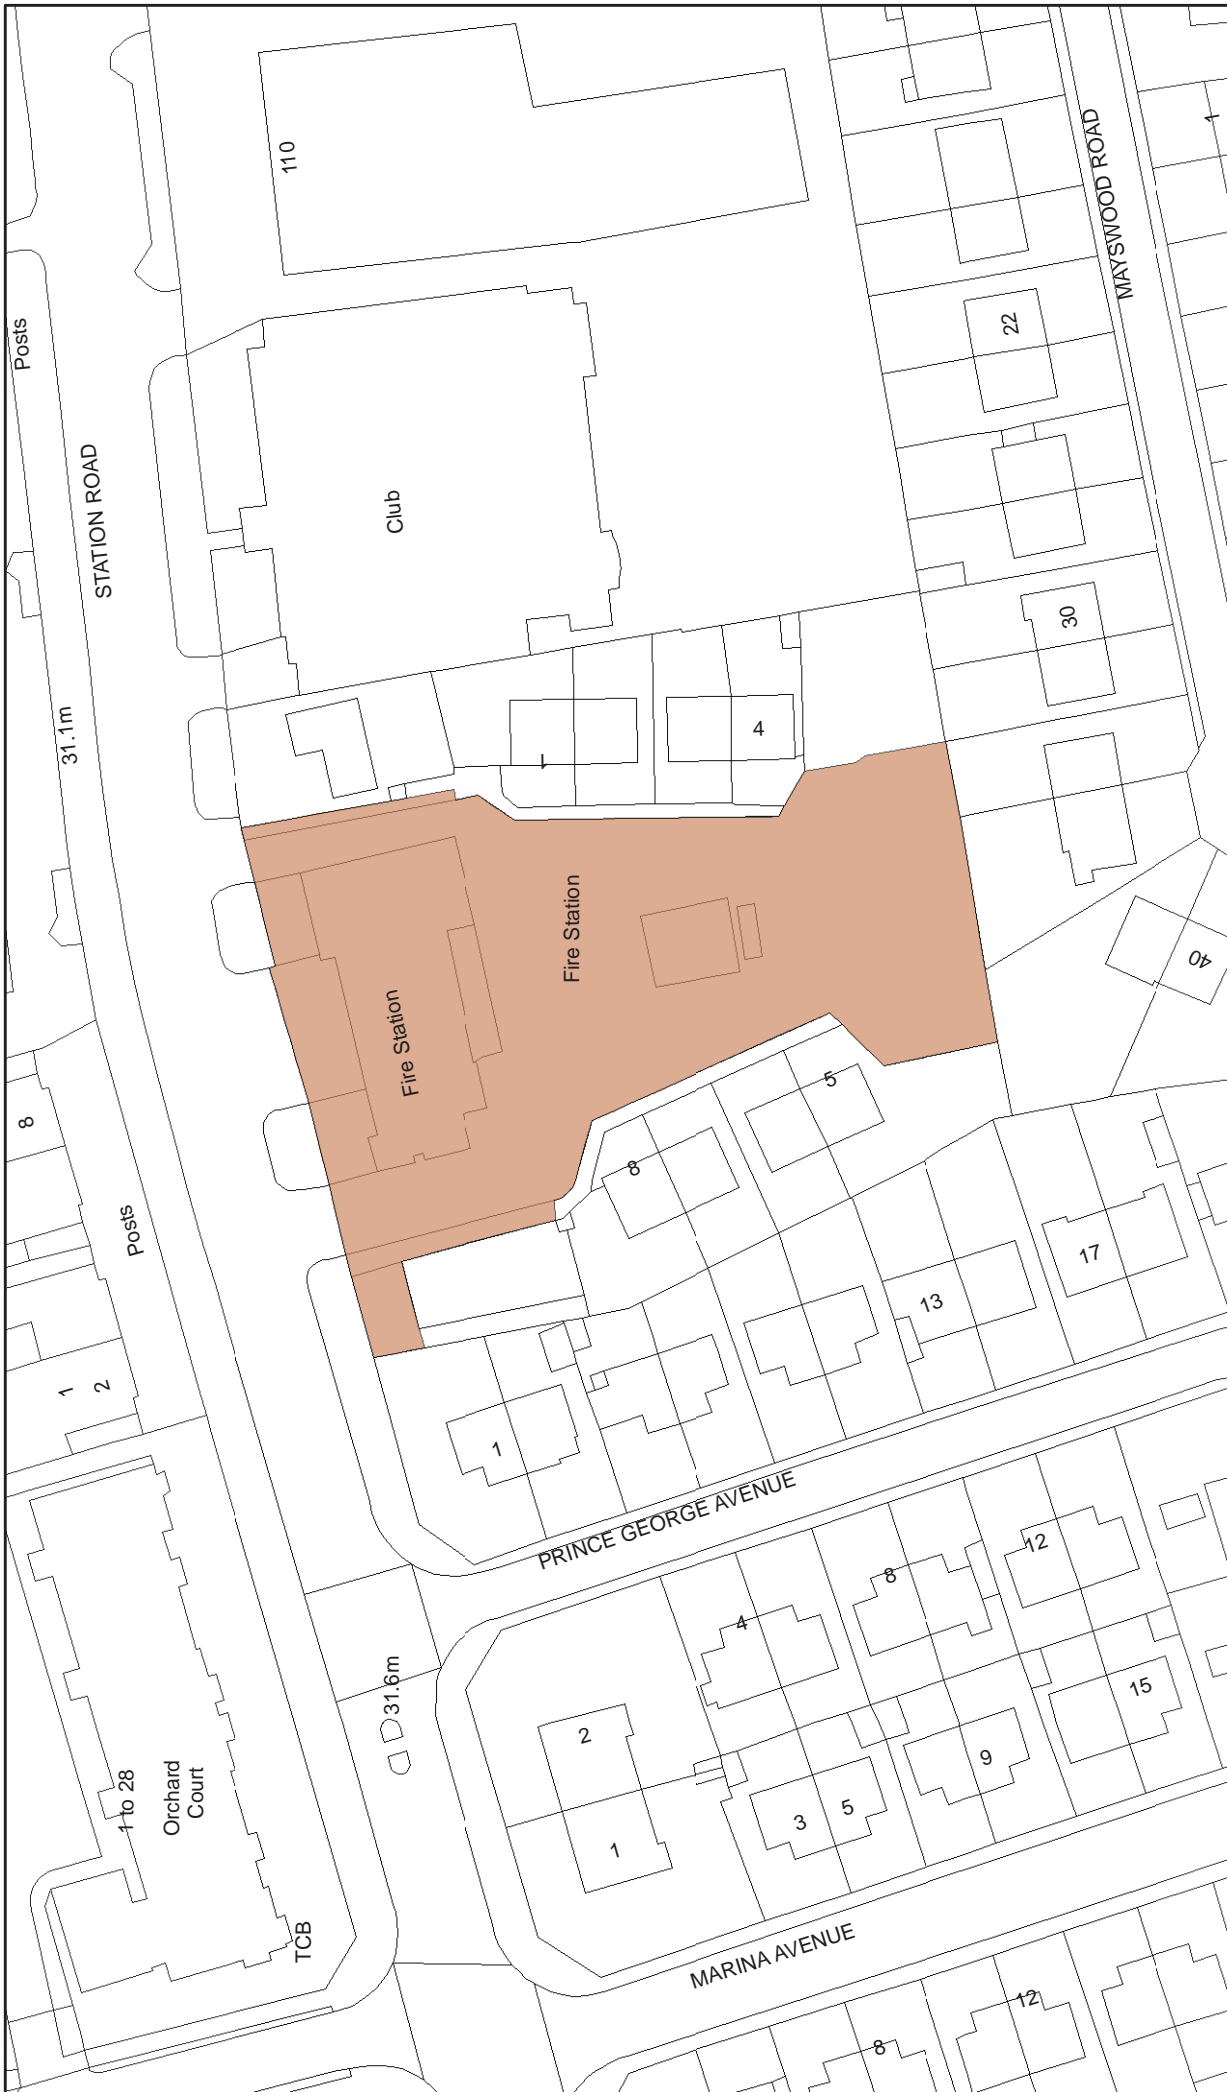 110
1
MAYSWOOD ROAD
Posts
22
STATION ROAD
Club
30
31.1m
1
4
Fire Station
Fire Station
40
8
5
8
Posts
17
13
1
2
1
PRINCE GEORGE AVENUE
12
8
4
31.6m
2
15
9
1 to 28
Orchard
Court
3
5
1
TCB
MARINA AVENUE
12
8